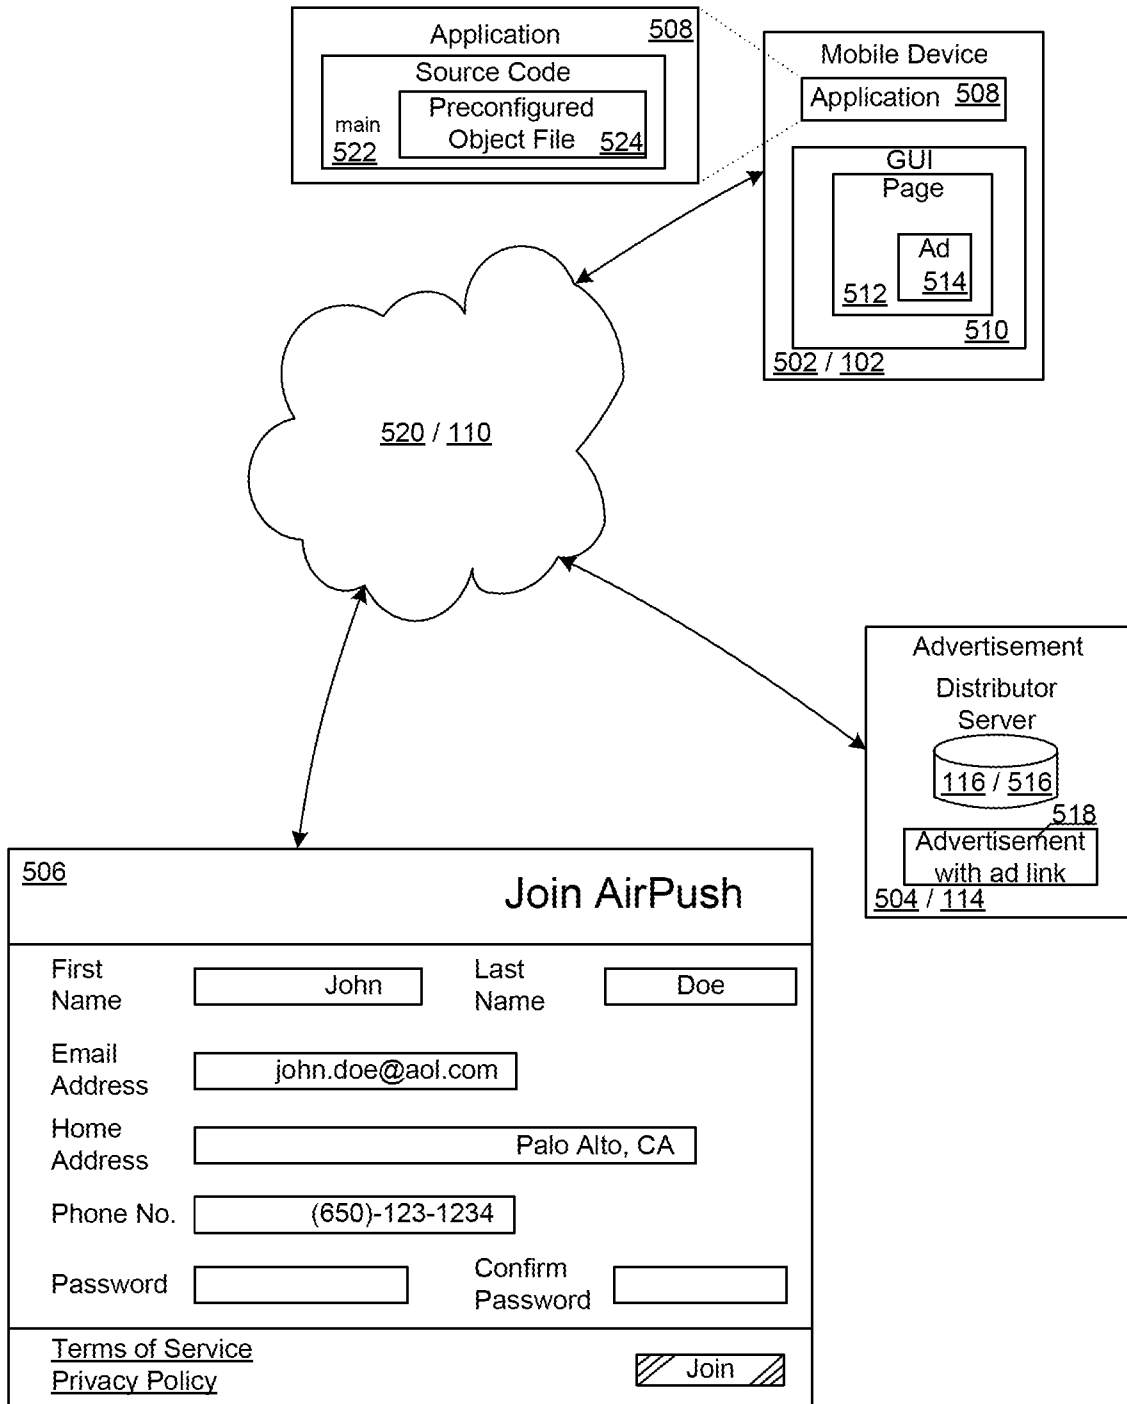 Application 508
Source Code
main
522
Preconfigured
Object File 524
Mobile Device
Application 508
GUI
Page
Ad
514
512
510
502 / 102
520 / 110
Advertisement
Distributor
Server
116 / 516
518
Advertisement
with ad link
504 / 114
506
Join AirPush
First
Name
John
Last
Name
Doe
Email
Address
john.doe@aol.com
Home
Address
Palo Alto, CA
Phone No.
(650)-123-1234
Password
Confirm
Password
Terms of Service
Privacy Policy
Join